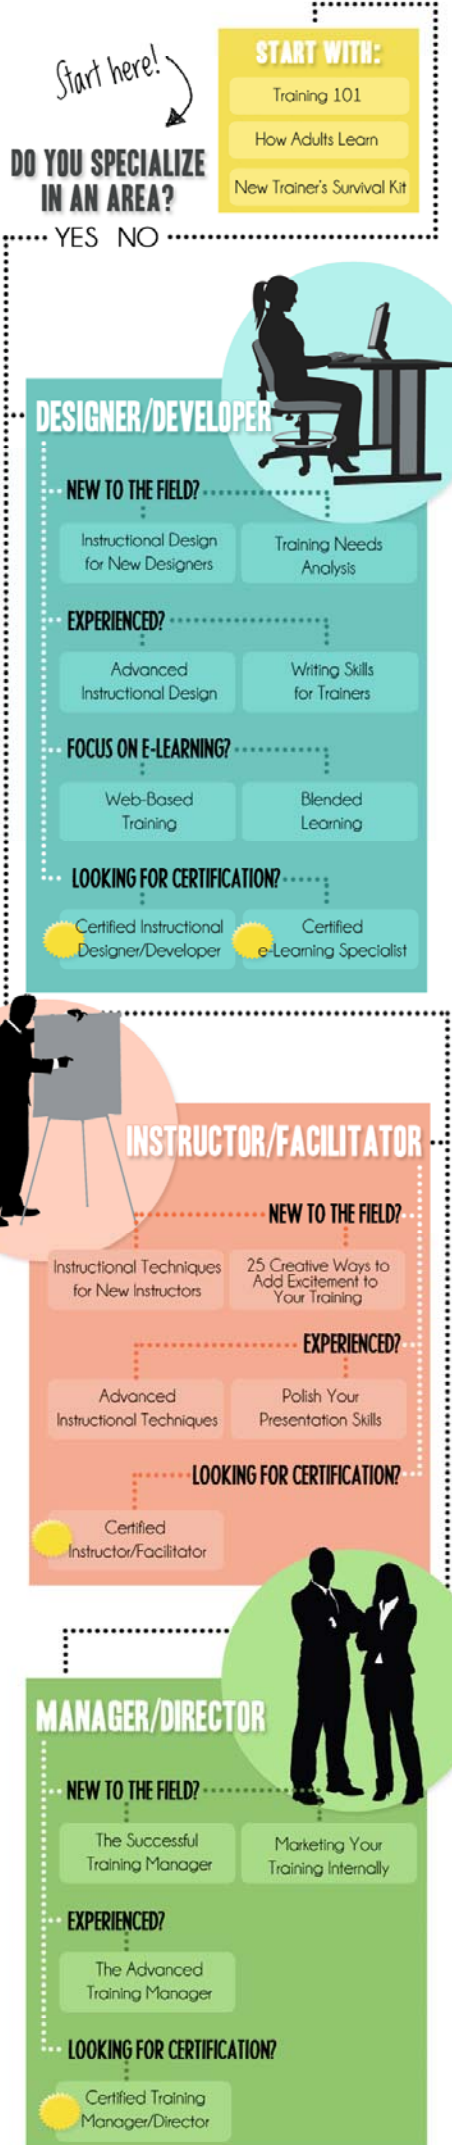 Start here!
START WITH:
Training 101
How Adults Learn
New Trainer's Survival Kit
DO YOU SPECIALIZE
IN AN AREA?
YES NO
DESIGNER/DEVELOPER
NEW TO THE FIELD?
Instructional Design
for New Designers
Training Needs
Analysis
EXPERIENCED?
Advanced
Instructional Design
Writing Skills
for Trainers
FOCUS ON E-LEARNING?
Web-Based
Training
Blended
Learning
LOOKING FOR CERTIFICATION?
Certified Instructional
Designer/Developer
Certified
e-Learning Specialist
INSTRUCTOR/FACILITATOR
NEW TO THE FIELD?
Instructional Techniques
for New Instructors
25 Creative Ways to
Add Excitement to
Your Training
EXPERIENCED?
Advanced
Instructional Techniques
Polish Your
Presentation Skills
LOOKING FOR CERTIFICATION?
Certified
Instructor/Facilitator
MANAGER/DIRECTOR
NEW TO THE FIELD?
The Successful
Training Manager
Marketing Your
Training Internally
EXPERIENCED?
The Advanced
Training Manager
LOOKING FOR CERTIFICATION?
Certified Training
Manager/Director